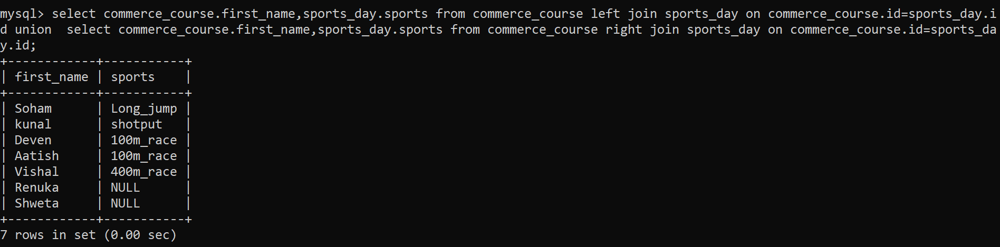 mysql> select commerce_course.first_name,sports_day.sports from commerce_course left join sports_day on commerce_course.id=sports_day.i
d union  select commerce_course.first_name,sports_day.sports from commerce_course right join sports_day on commerce_course.id=sports_da
y.id;
+------------+-----------+
| first_name | sports    |
+------------+-----------+
| Soham      | Long_jump |
| kunal      | shotput   |
| Deven      | 100m_race |
| Aatish     | 100m_race |
| Vishal     | 400m_race |
| Renuka     | NULL      |
| Shweta     | NULL      |
+------------+-----------+
7 rows in set (0.00 sec)